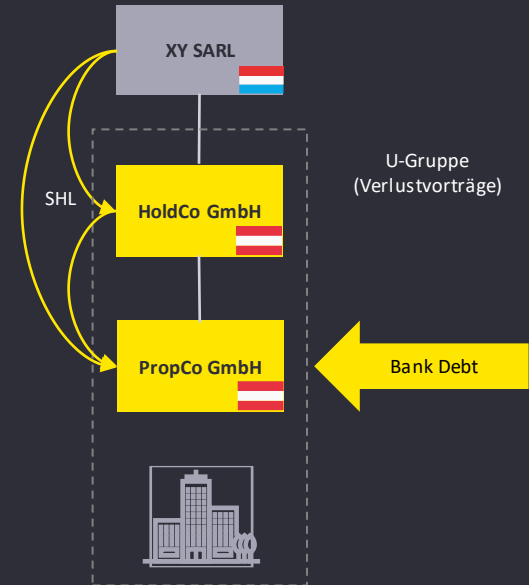 XY SARL
U-Gruppe
(Verlustvorträge)
SHL
HoldCo GmbH
PropCo GmbH
Bank Debt